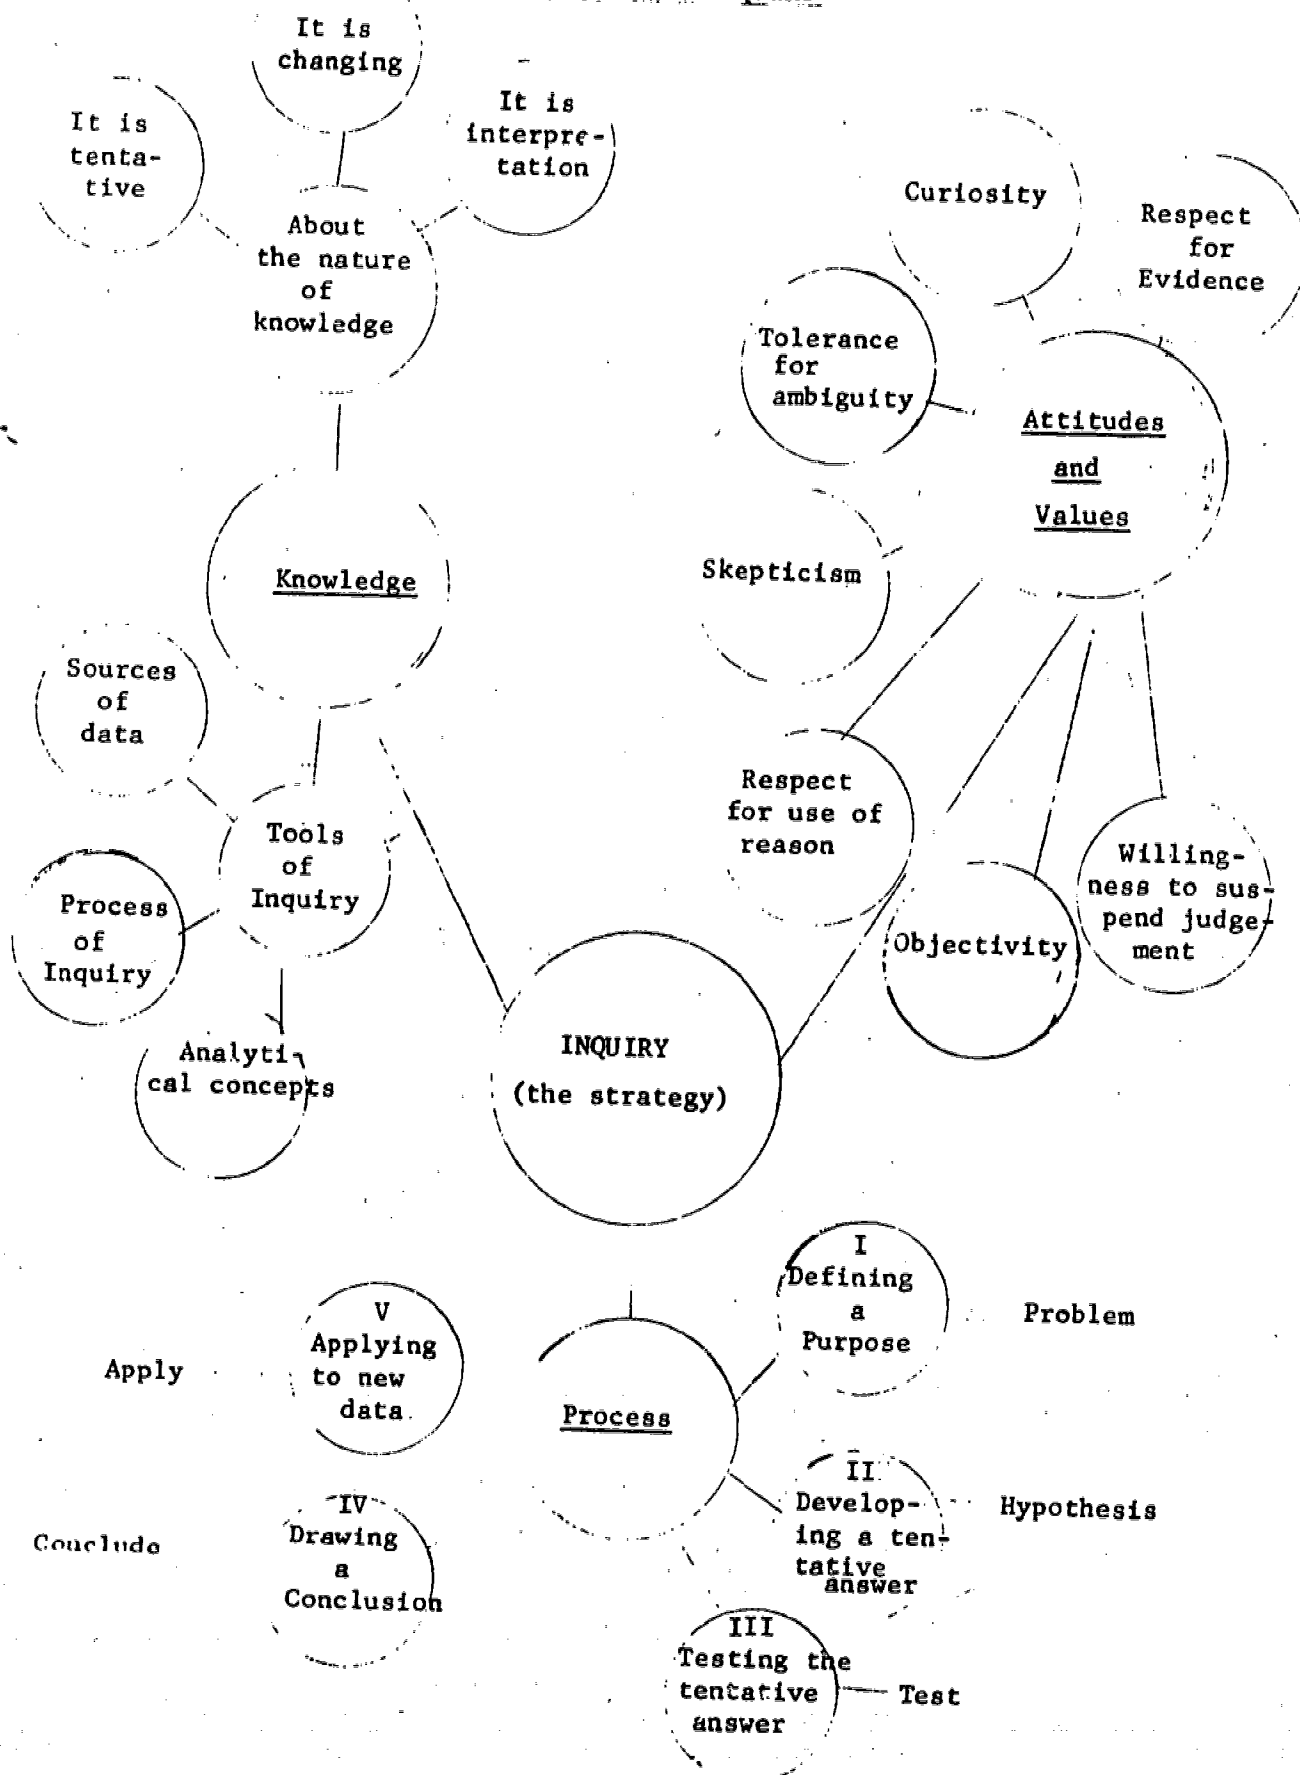 It is
changing
It is
tenta-
tive
It is
interpre-
tation
About
the nature
of
knowledge
Curiosity
Respect
for
Evidence
Tolerance
for
ambiguity
Attitudes
and
Values
Skepticism
Knowledge
Sources
of
data
Tools
of
Inquiry
Process
of
Inquiry
Analyti-
cal concepts
Respect
for use of
reason
Objectivity
Willing-
ness to sus-
pend judge-
ment
INQUIRY
(the strategy)
Process
I
Defining
a
Purpose
Problem
II
Develop-
ing a ten-
tative
answer
Hypothesis
III
Testing the
tentative
answer
Test
IV
Drawing
a
Conclusion
Conclude
V
Applying
to new
data
Apply